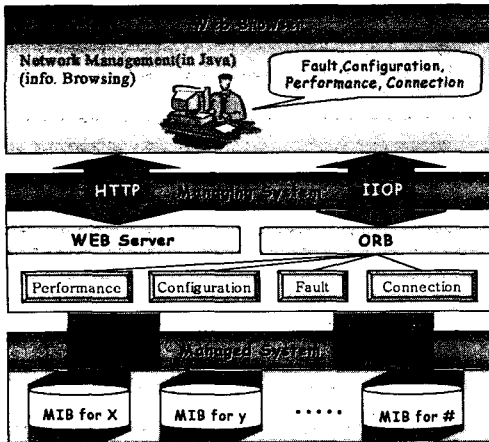 Web Browser
Network Management(in Java)
(info. Browsing)
Fault,Configuration,
Performance, Connection
HTTP
Managing System
IIOP
WEB Server
ORB
Performance
Configuration
Fault
Connection
Managed System
MIB for X
MIB for y
.....
MIB for #